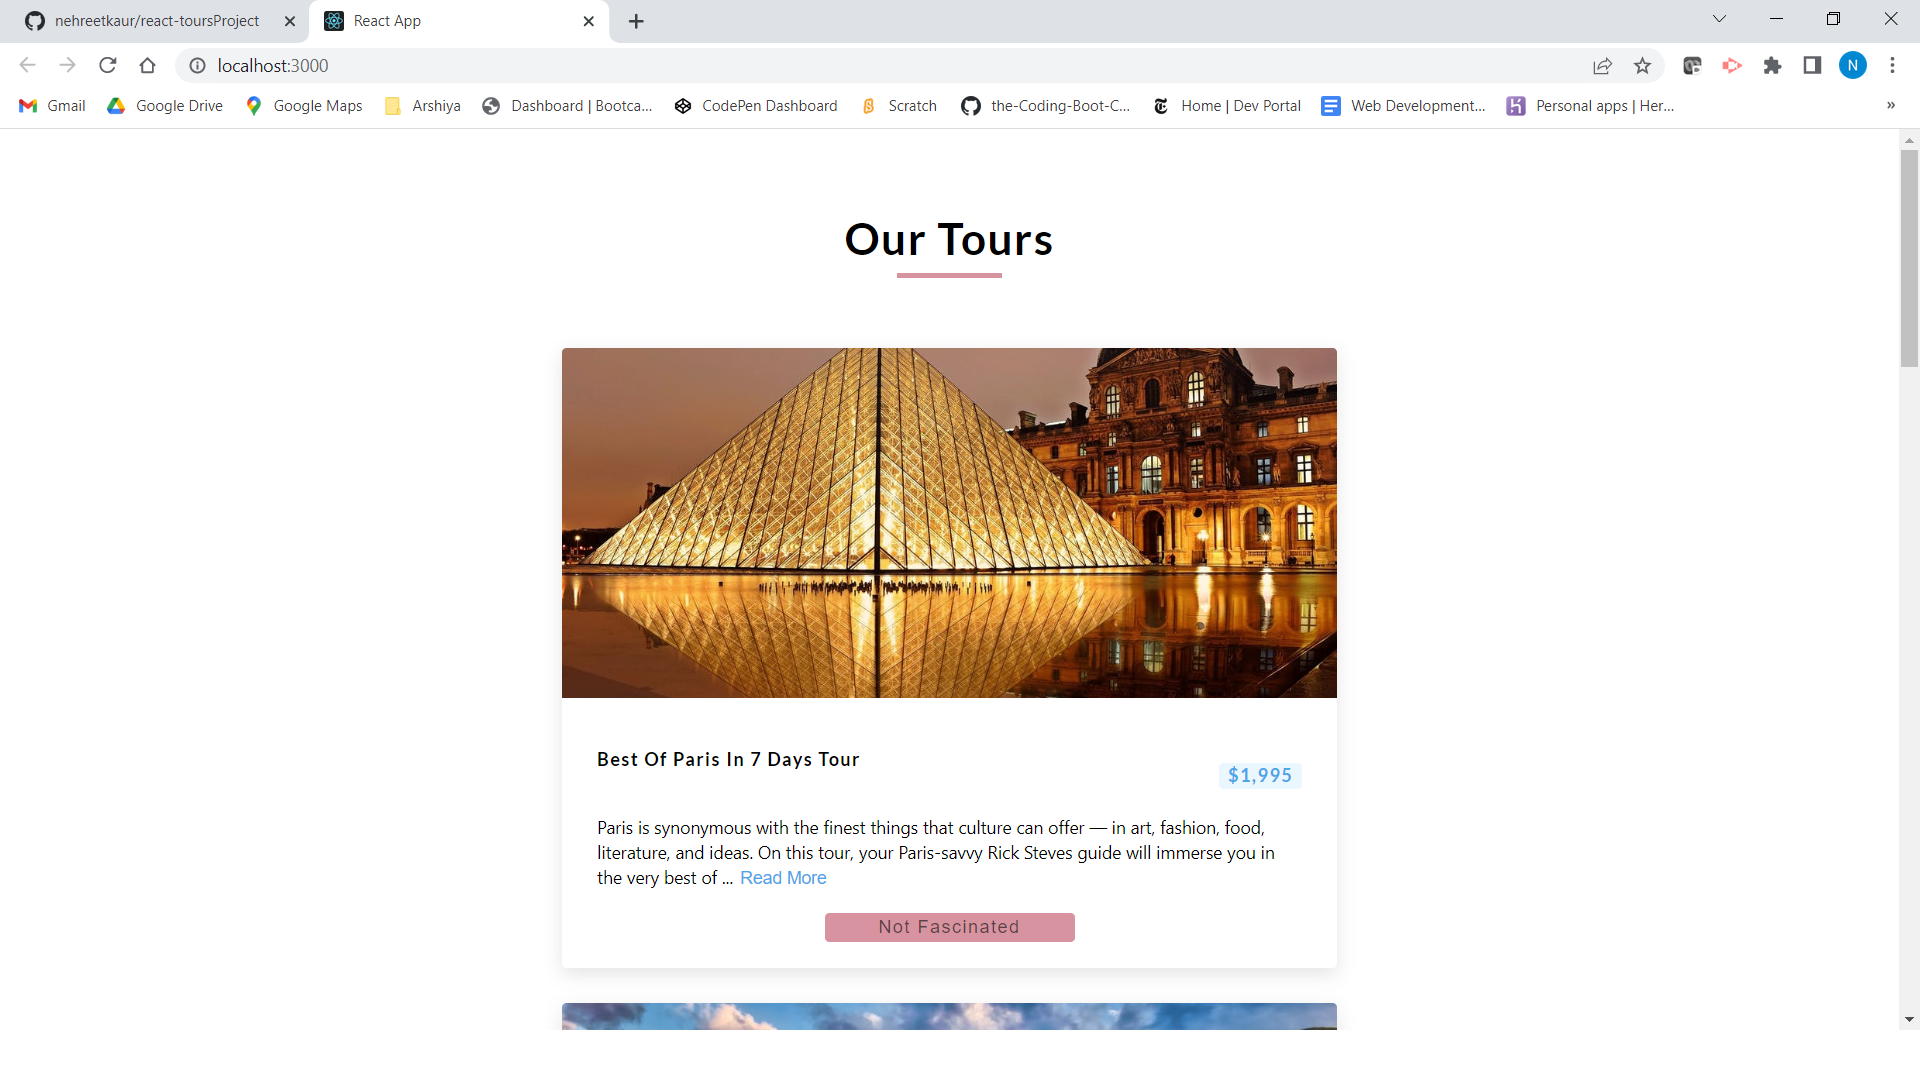 nehreetkaur/react-toursProject
React App
localhost:3000
N
Gmail
Google Drive
Google Maps
Arshiya
Dashboard | Bootca...
CodePen Dashboard
Scratch
the-Coding-Boot-C...
Home | Dev Portal
Web Development...
Personal apps | Her...
»
Our Tours
Best Of Paris In 7 Days Tour
$1,995
Paris is synonymous with the finest things that culture can offer — in art, fashion, food,
literature, and ideas. On this tour, your Paris-savvy Rick Steves guide will immerse you in
the very best of ... Read More
Not Fascinated